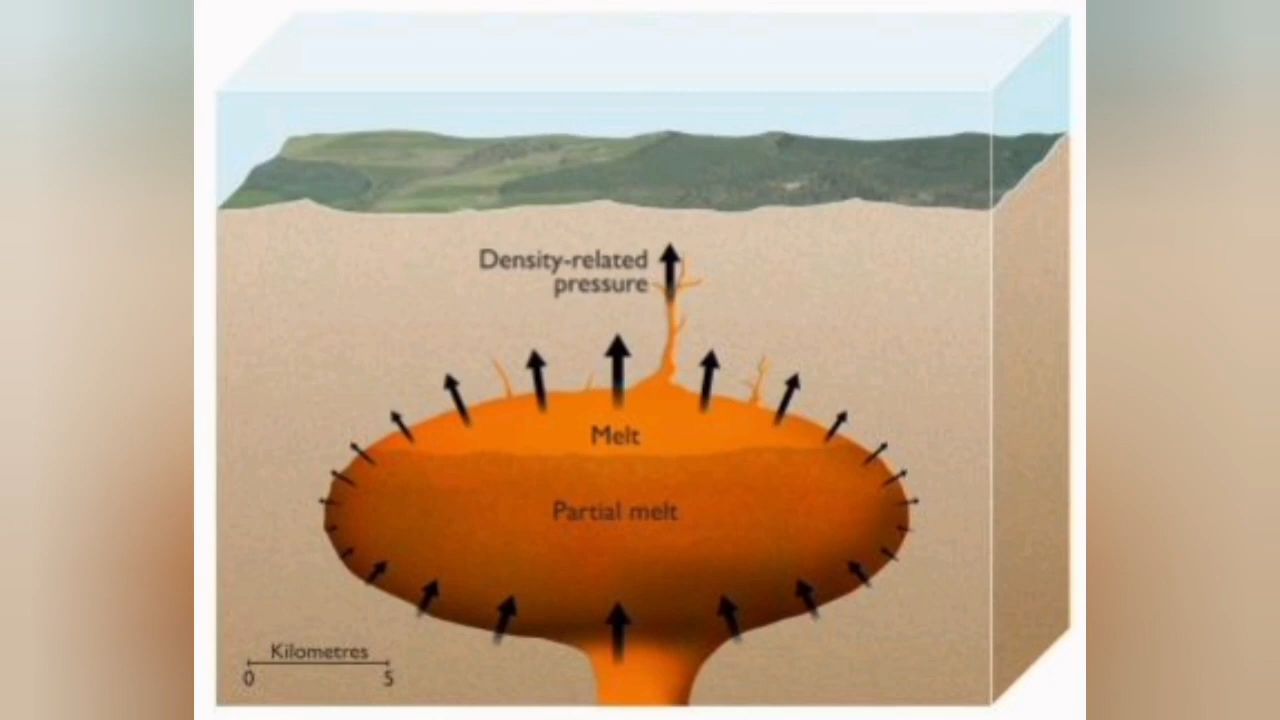 Density-related
pressure
Melt
Partial melt
Kilometres
0 5